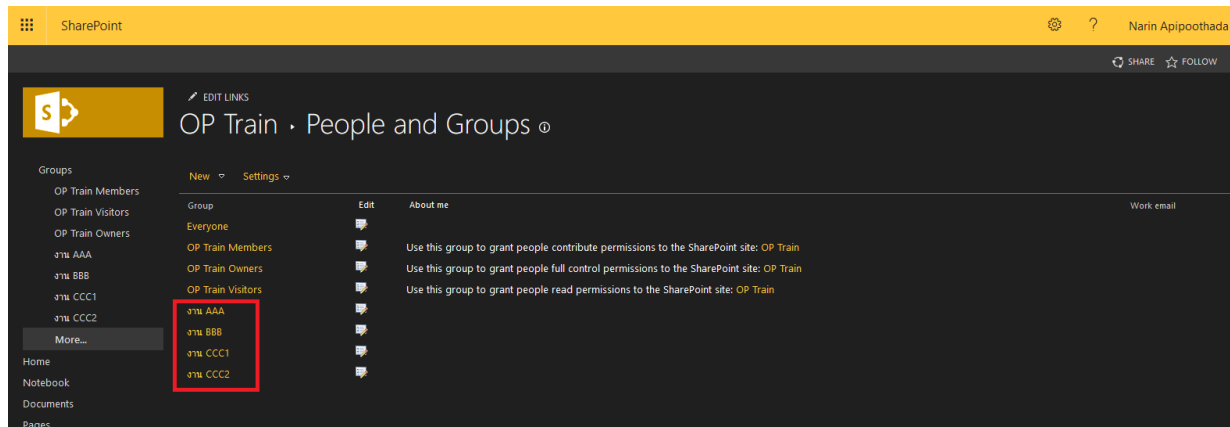 SharePoint
? Narin Apipoothada
SHARE FOLLOW
S
EDIT LINKS
OP Train People and Groups
Groups
OP Train Members
OP Train Visitors
OP Train Owners
งาน AAA
งาน BBB
งาน CCC1
งาน CCC2
More...
Home
Notebook
Documents
Pages
New Settings
Group Edit About me Work email
Everyone
OP Train Members Use this group to grant people contribute permissions to the SharePoint site: OP Train
OP Train Owners Use this group to grant people full control permissions to the SharePoint site: OP Train
OP Train Visitors Use this group to grant people read permissions to the SharePoint site: OP Train
งาน AAA
งาน BBB
งาน CCC1
งาน CCC2